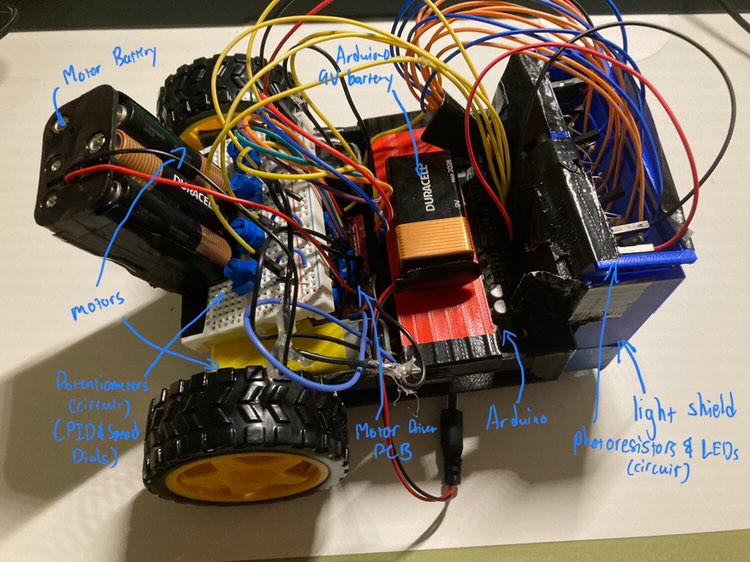 Motor Battery
Arduino
9V battery
DURACELL
DURACELL
9V
motors
Potentiometers
(circuit)
(PID & Speed
Dials)
Motor Driver
PCB
Arduino
light shield
photoresistors & LEDs
(circuit)